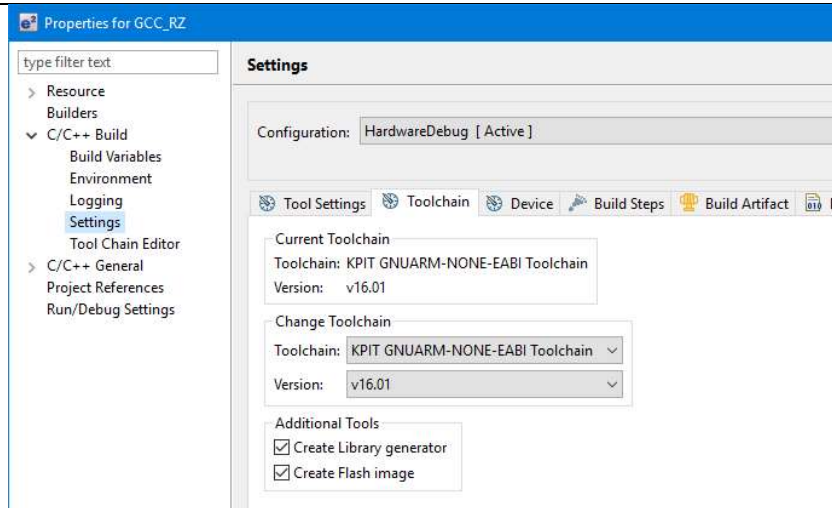 e² Properties for GCC_RZ
type filter text
Resource
Builders
C/C++ Build
Build Variables
Environment
Logging
Settings
Tool Chain Editor
C/C++ General
Project References
Run/Debug Settings
Settings
Configuration: HardwareDebug [ Active ]
Tool Settings Toolchain Device Build Steps Build Artifact 010
Current Toolchain
Toolchain: KPIT GNUARM-NONE-EABI Toolchain
Version: v16.01
Change Toolchain
Toolchain: KPIT GNUARM-NONE-EABI Toolchain
Version: v16.01
Additional Tools
Create Library generator
Create Flash image